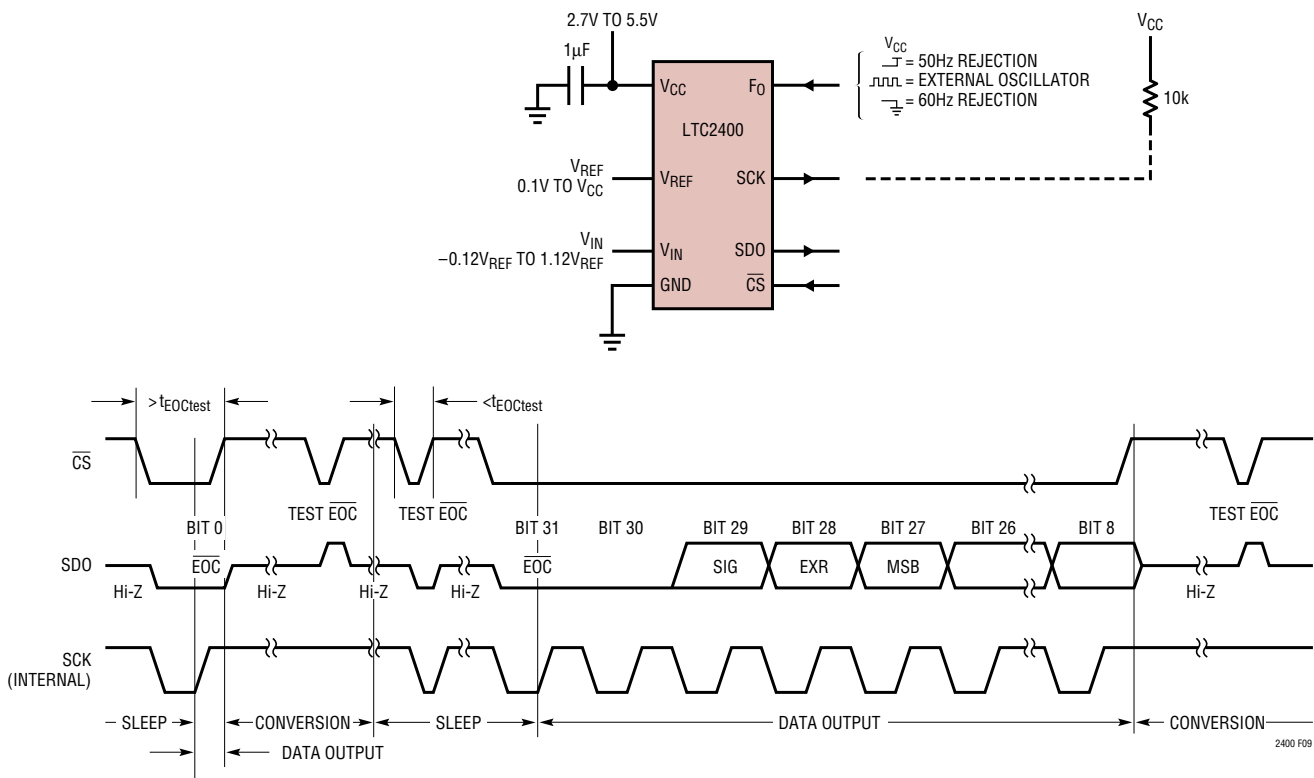 2.7V TO 5.5V
1µF
VCC
FO
LTC2400
VREF
0.1V TO VCC
VREF
SCK
VIN
–0.12VREF TO 1.12VREF
VIN
SDO
GND
CS
VCC
= 50Hz REJECTION
= EXTERNAL OSCILLATOR
= 60Hz REJECTION
VCC
10k
>tEOCtest
<tEOCtest
CS
TEST EOC
TEST EOC
TEST EOC
BIT 0
BIT 31
BIT 30
BIT 29
BIT 28
BIT 27
BIT 26
BIT 8
SDO
EOC
EOC
SIG
EXR
MSB
Hi-Z
Hi-Z
Hi-Z
Hi-Z
Hi-Z
SCK
(INTERNAL)
SLEEP
CONVERSION
SLEEP
DATA OUTPUT
CONVERSION
DATA OUTPUT
2400 F09